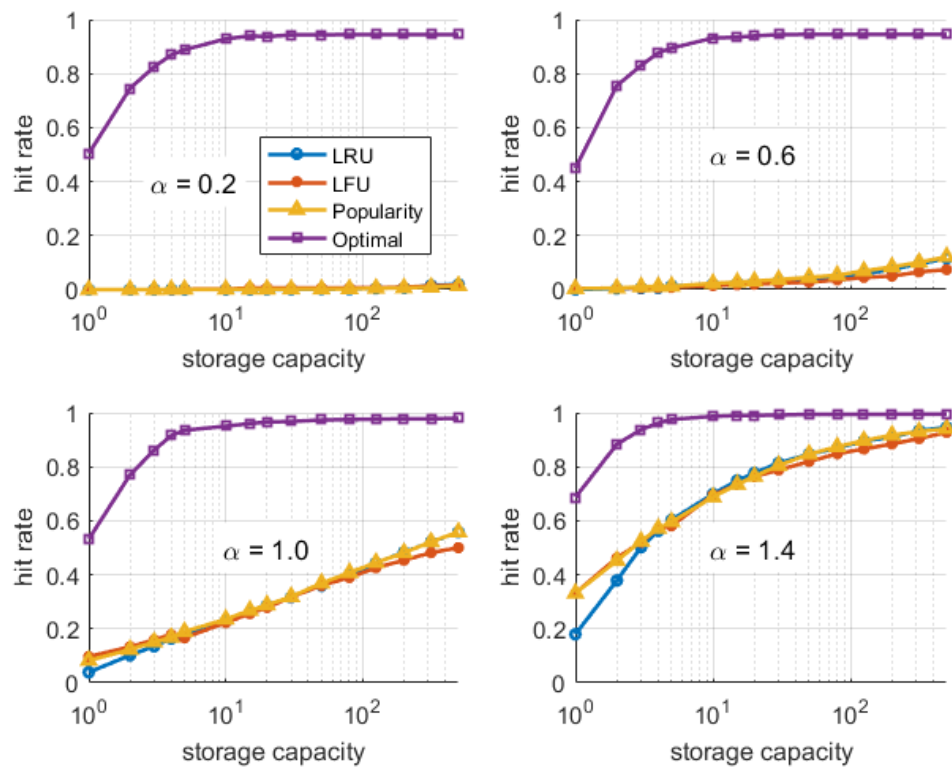 1
0.8
0.6
0.4
0.2
0
hit rate
α = 0.2
LRU
LFU
Popularity
Optimal
10^0
10^1
10^2
storage capacity
1
0.8
0.6
0.4
0.2
0
hit rate
α = 0.6
10^0
10^1
10^2
storage capacity
1
0.8
0.6
0.4
0.2
0
hit rate
α = 1.0
10^0
10^1
10^2
storage capacity
1
0.8
0.6
0.4
0.2
0
hit rate
α = 1.4
10^0
10^1
10^2
storage capacity